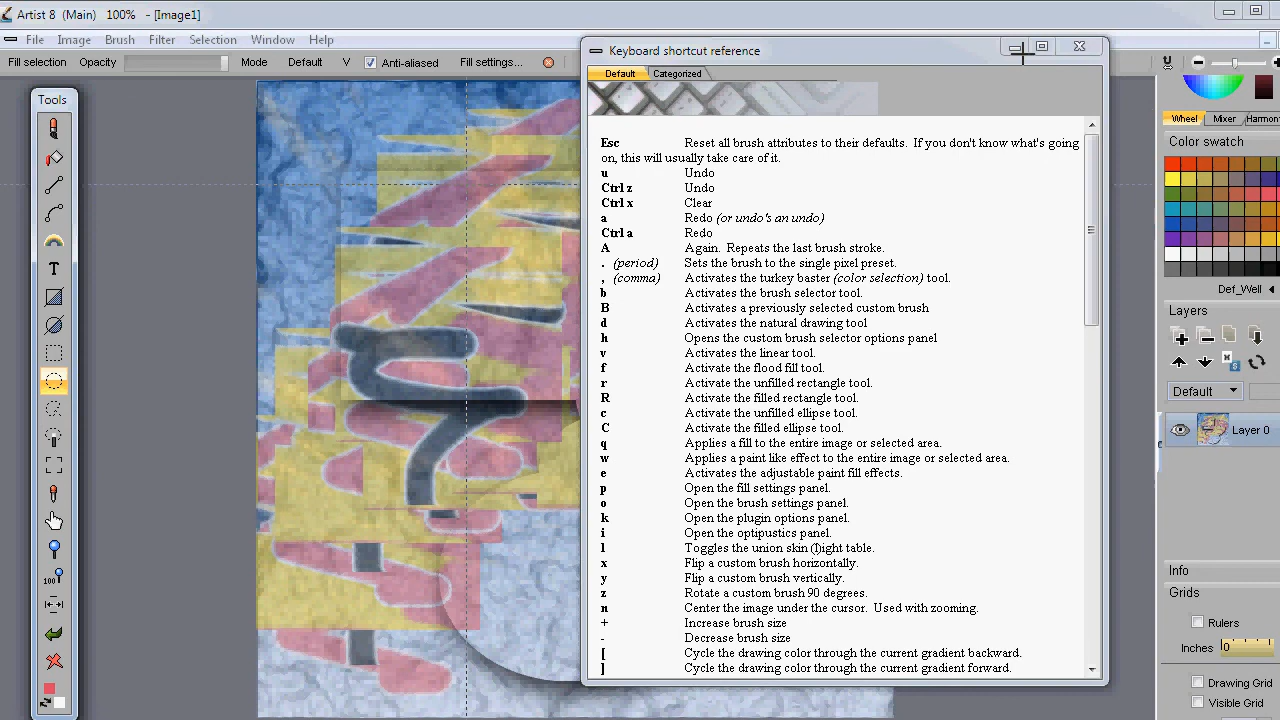 Artist 8 (Main) 100% - [Image1]
File Image Brush Filter Selection Window Help
Fill selection Opacity Mode Default V Anti-aliased Fill settings...
Tools
T
100
Keyboard shortcut reference
Default Categorized
Esc Reset all brush attributes to their defaults. If you don't know what's going
on, this will usually take care of it.
u Undo
Ctrl z Undo
Ctrl x Clear
a Redo (or undo's an undo)
Ctrl a Redo
A Again. Repeats the last brush stroke.
. (period) Sets the brush to the single pixel preset.
, (comma) Activates the turkey baster (color selection) tool.
b Activates the brush selector tool.
B Activates a previously selected custom brush
d Activates the natural drawing tool
h Opens the custom brush selector options panel
v Activates the linear tool.
f Activate the flood fill tool.
r Activate the unfilled rectangle tool.
R Activate the filled rectangle tool.
c Activate the unfilled ellipse tool.
C Activate the filled ellipse tool.
q Applies a fill to the entire image or selected area.
w Applies a paint like effect to the entire image or selected area.
e Activates the adjustable paint fill effects.
p Open the fill settings panel.
o Open the brush settings panel.
k Open the plugin options panel.
i Open the optipustics panel.
l Toggles the union skin (light table.
x Flip a custom brush horizontally.
y Flip a custom brush vertically.
z Rotate a custom brush 90 degrees.
n Center the image under the cursor. Used with zooming.
+ Increase brush size
- Decrease brush size
[ Cycle the drawing color through the current gradient backward.
] Cycle the drawing color through the current gradient forward.
U
Wheel Mixer Harmon
Color swatch
Def_Well
Layers
Default
Layer 0
Info
Grids
Rulers
Inches 0
Drawing Grid
Visible Grid